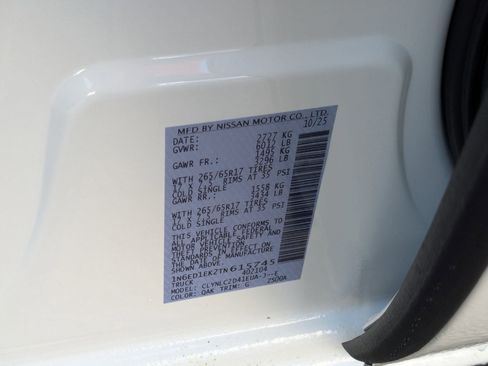 MFD BY NISSAN MOTOR CO., LTD.
DATE: 10/25
GVWR: 2727 KG
6012 LB
GAWR FR.: 1495 KG
3296 LB
WITH 265/65R17 TIRES
17 X 7.5 RIMS AT 35 PSI
COLD SINGLE
GAWR RR.: 1558 KG
3434 LB
WITH 265/65R17 TIRES
17 X 7.5 RIMS AT 35 PSI
COLD SINGLE
THIS VEHICLE CONFORMS TO
ALL APPLICABLE FEDERAL
MOTOR VEHICLE SAFETY AND
THEFT PREVENTION
STANDARDS IN EFFECT ON
THE DATE OF MANUFACTURE
SHOWN ABOVE.
1N6ED1EK2TN615745
TRUCK 402104
MODEL:
COLOR: QAK TRIM: G